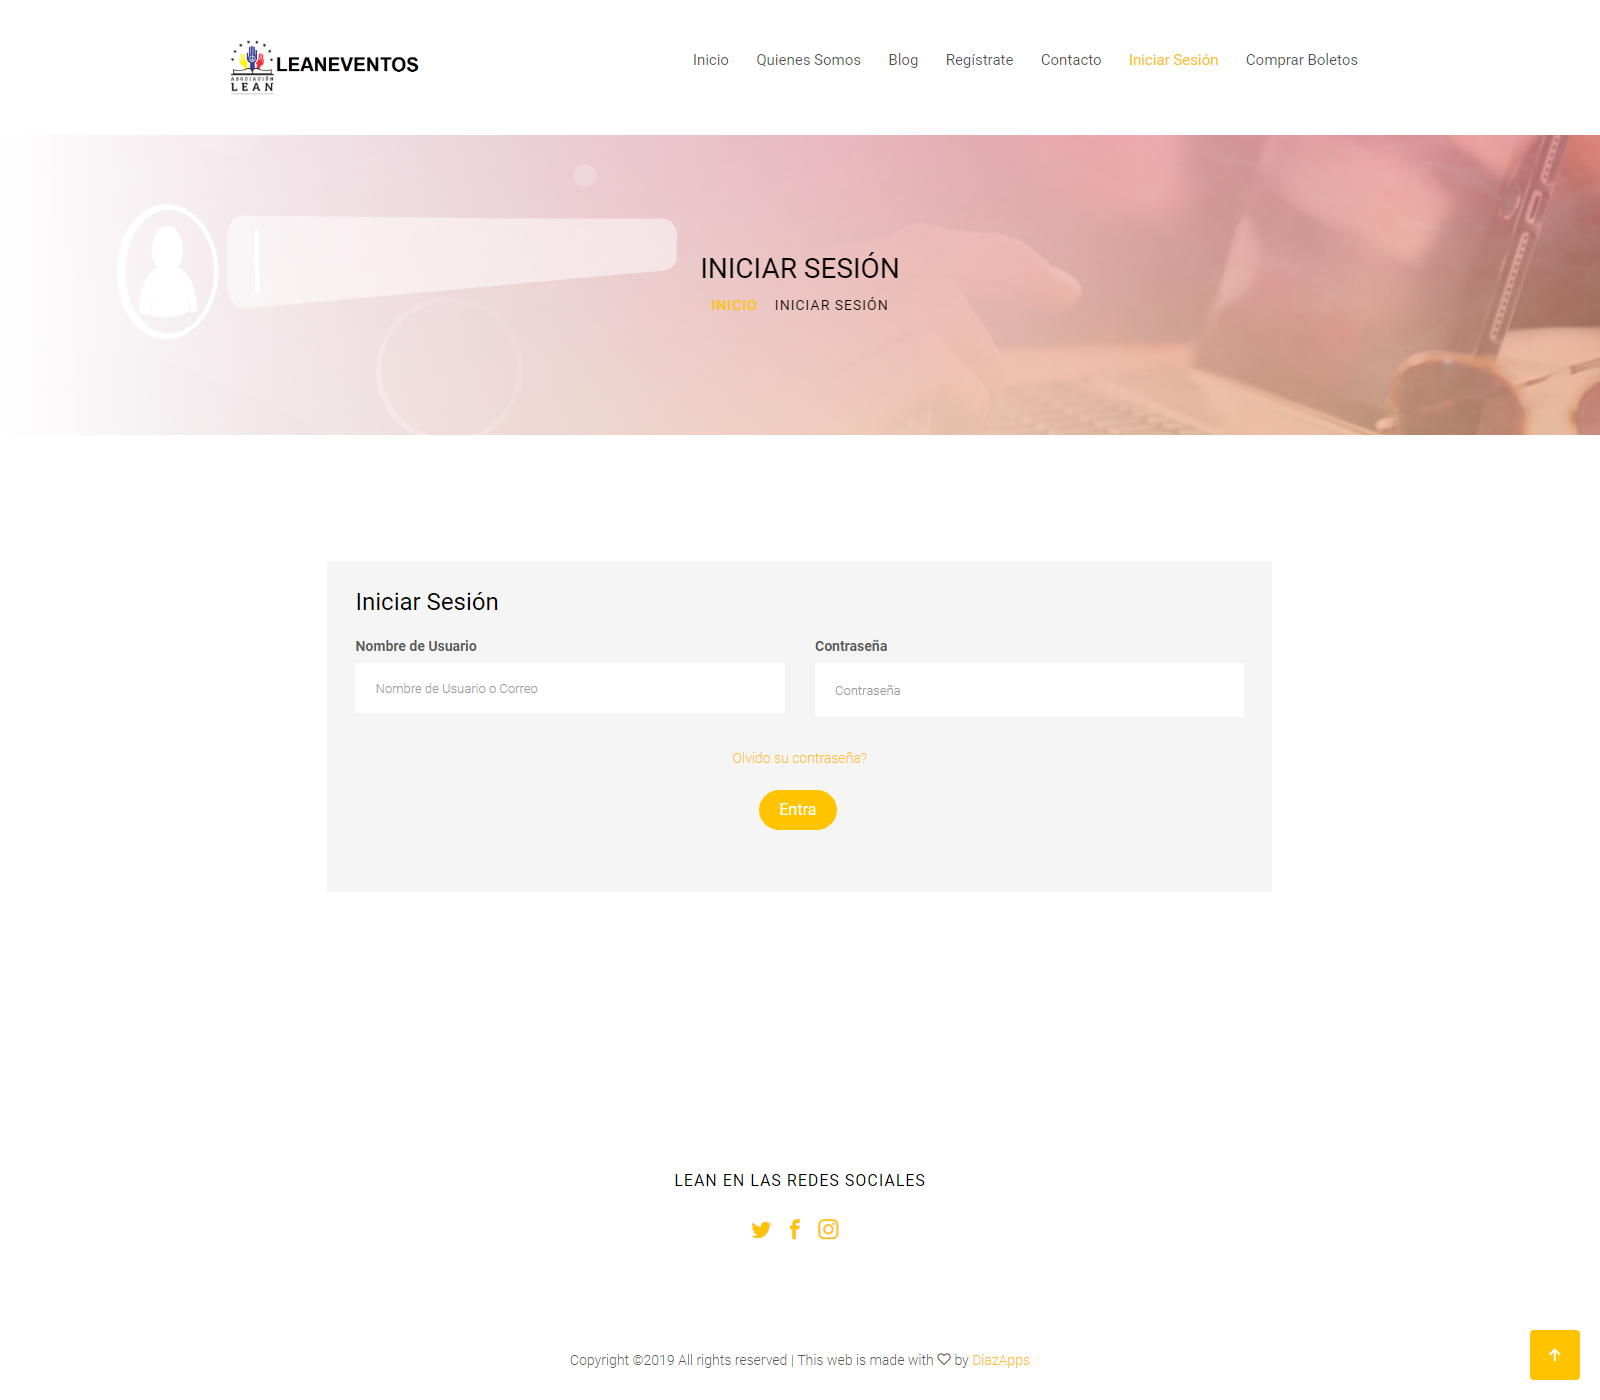 ASOCIACIÓN
LEAN
LEANEVENTOS
Inicio Quienes Somos Blog Regístrate Contacto Iniciar Sesión Comprar Boletos
INICIAR SESIÓN
INICIO INICIAR SESIÓN
Iniciar Sesión
Nombre de Usuario Contraseña
Nombre de Usuario o Correo Contraseña
Olvido su contraseña?
Entra
LEAN EN LAS REDES SOCIALES
Copyright ©2019 All rights reserved | This web is made with by DiazApps